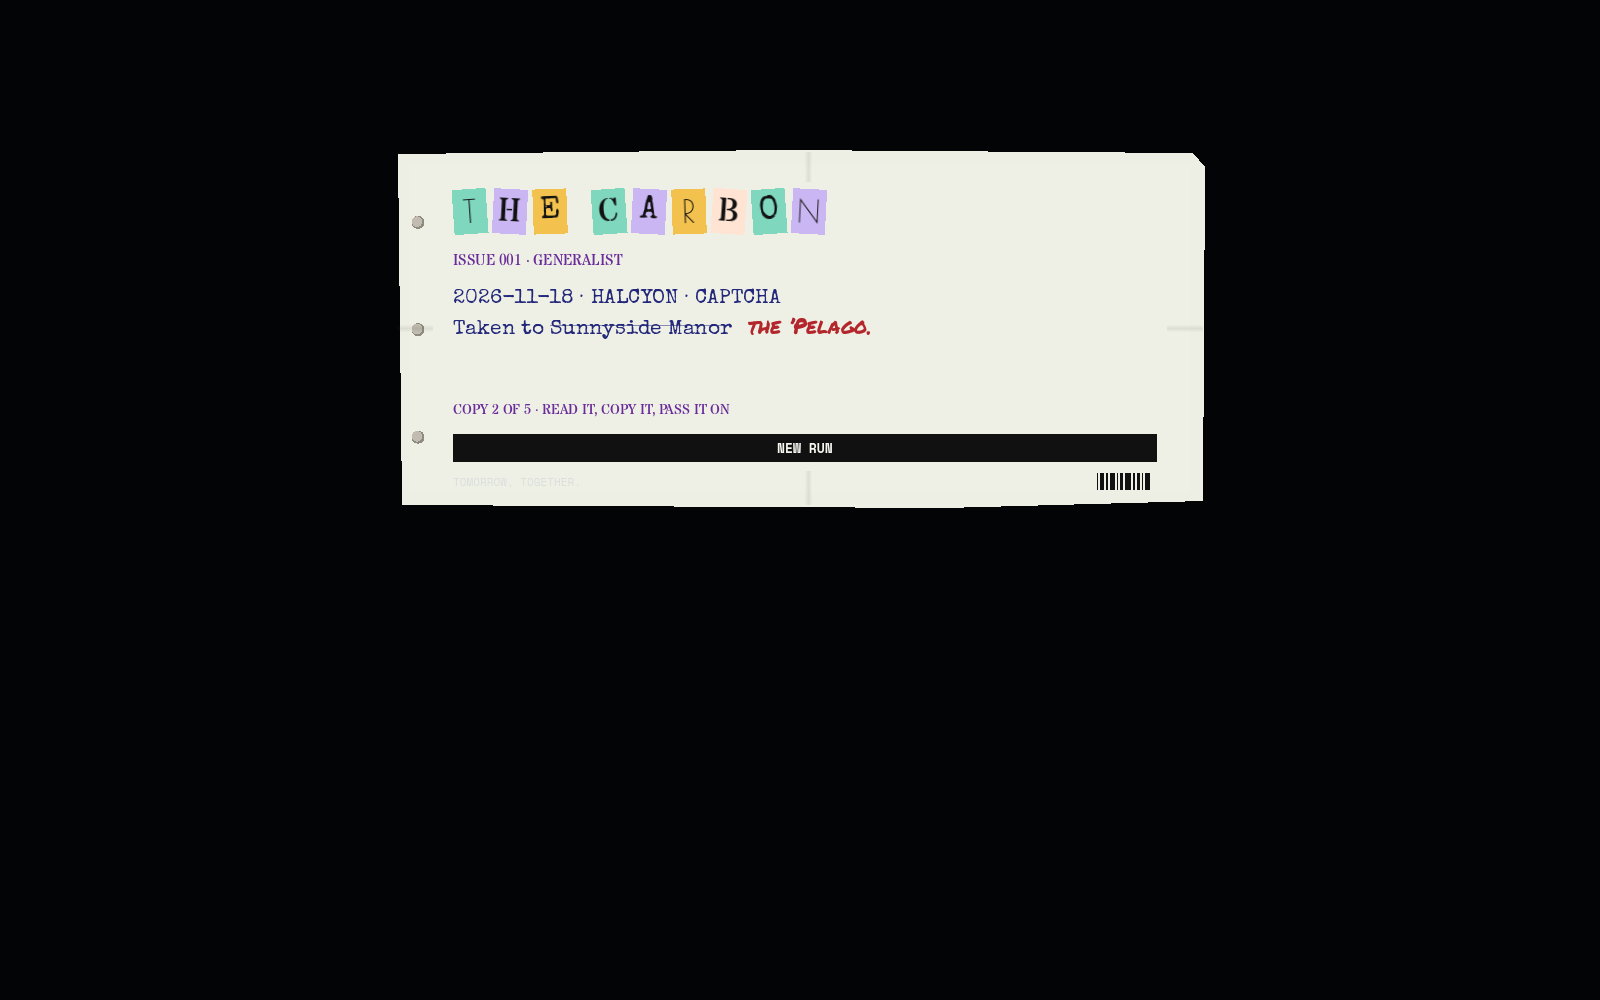 THE CARBON
ISSUE 001 · GENERALIST
2026-11-18 · HALCYON · CAPTCHA
Taken to Sunnyside Manor THE 'PELAGO.
COPY 2 OF 5 · READ IT, COPY IT, PASS IT ON
NEW RUN
TOMORROW. TOGETHER.